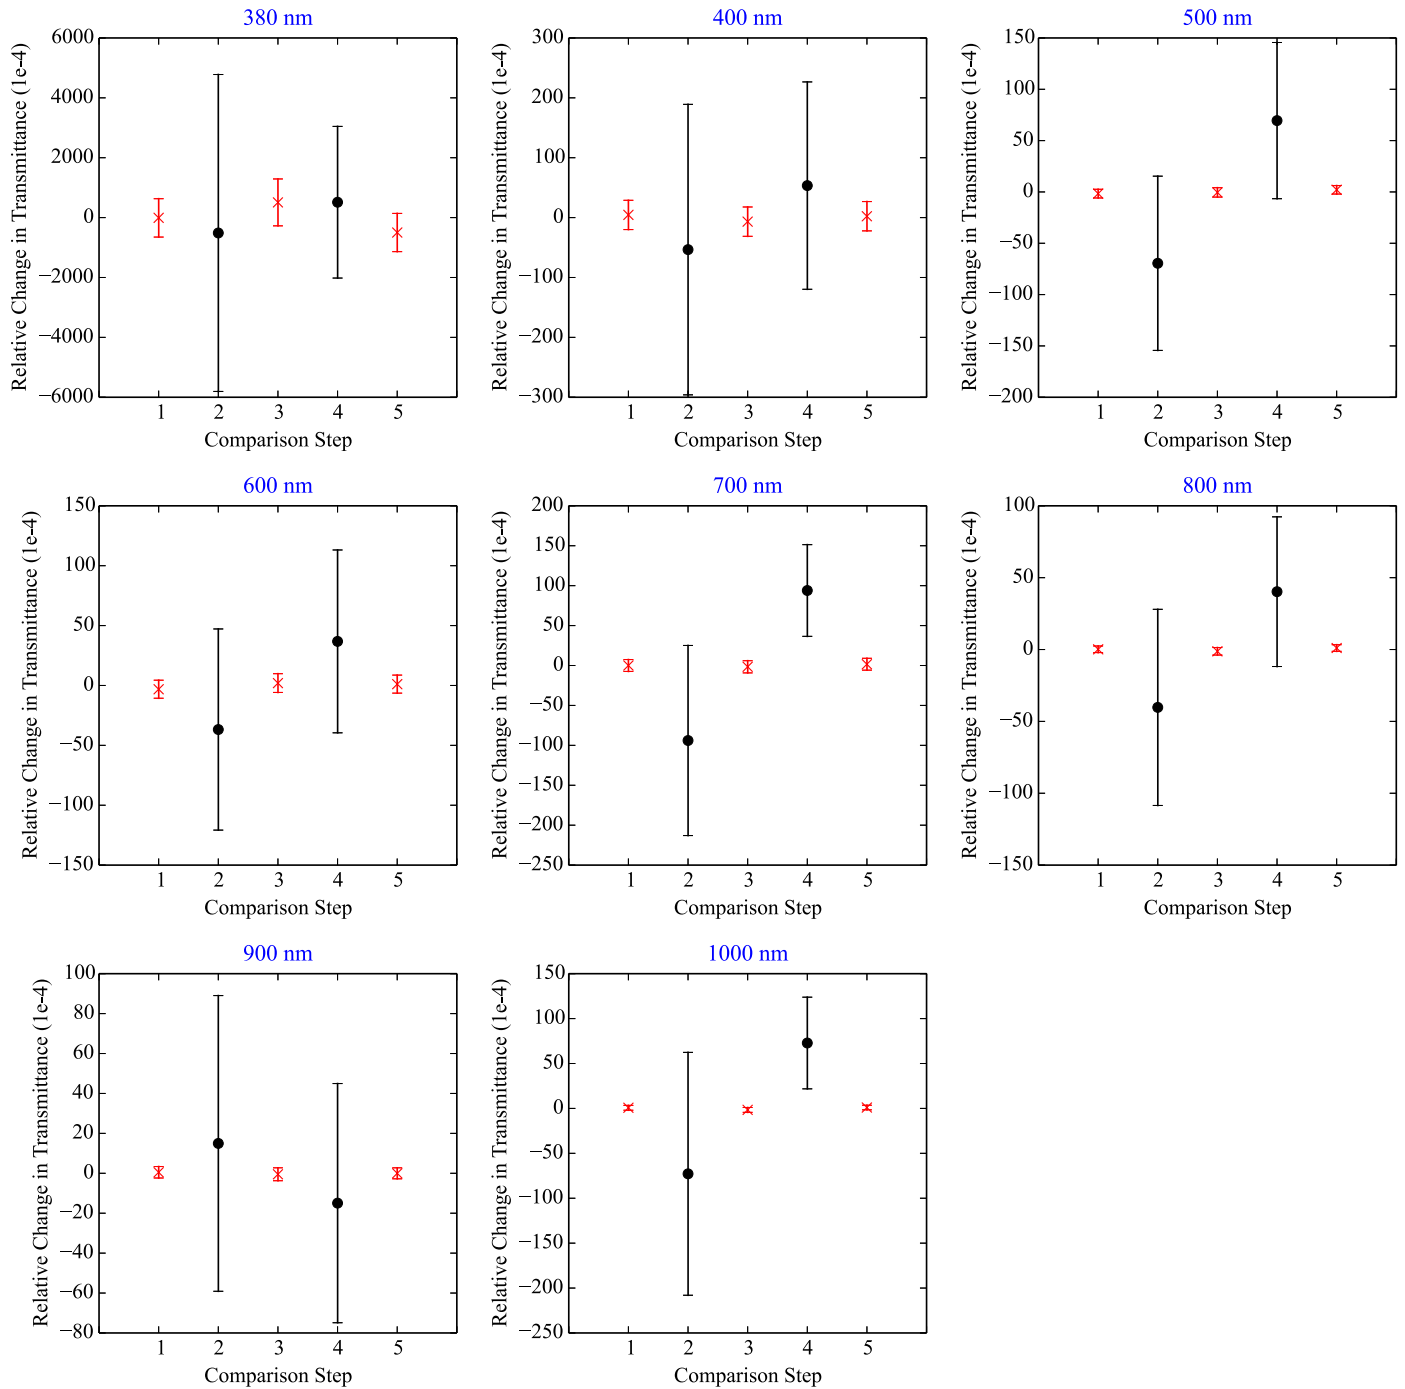 380 nm
Relative Change in Transmittance (1e-4)
6000
4000
2000
0
−2000
−4000
−6000
1 2 3 4 5
Comparison Step
400 nm
Relative Change in Transmittance (1e-4)
300
200
100
0
−100
−200
−300
1 2 3 4 5
Comparison Step
500 nm
Relative Change in Transmittance (1e-4)
150
100
50
0
−50
−100
−150
−200
1 2 3 4 5
Comparison Step
600 nm
Relative Change in Transmittance (1e-4)
150
100
50
0
−50
−100
−150
1 2 3 4 5
Comparison Step
700 nm
Relative Change in Transmittance (1e-4)
200
150
100
50
0
−50
−100
−150
−200
−250
1 2 3 4 5
Comparison Step
800 nm
Relative Change in Transmittance (1e-4)
100
50
0
−50
−100
−150
1 2 3 4 5
Comparison Step
900 nm
Relative Change in Transmittance (1e-4)
100
80
60
40
20
0
−20
−40
−60
−80
1 2 3 4 5
Comparison Step
1000 nm
Relative Change in Transmittance (1e-4)
150
100
50
0
−50
−100
−150
−200
−250
1 2 3 4 5
Comparison Step